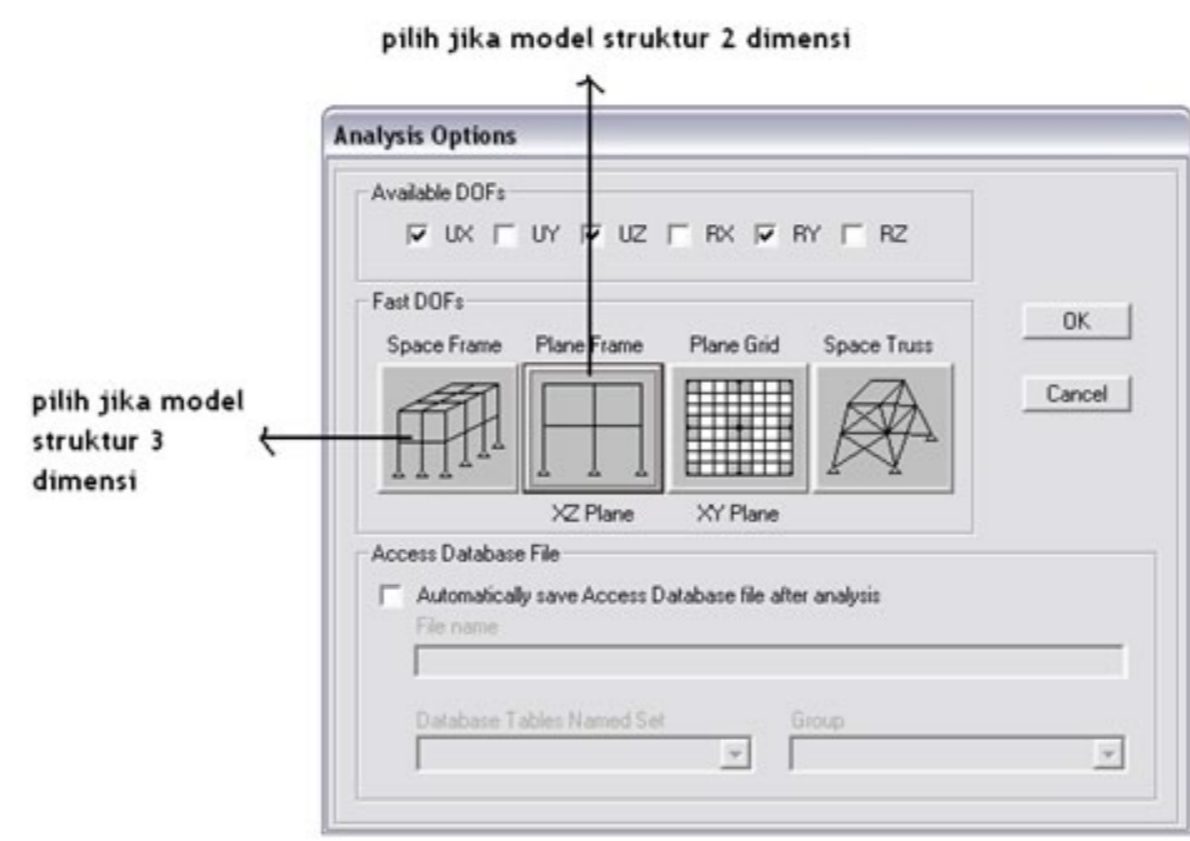 pilih jika model struktur 2 dimensi
Analysis Options
Available DOFs
UX UY UZ RX RY RZ
Fast DOFs
Space Frame Plane Frame Plane Grid Space Truss
OK
Cancel
pilih jika model
struktur 3
dimensi
XZ Plane XY Plane
Access Database File
Automatically save Access Database file after analysis
File name
Database Tables Named Set Group